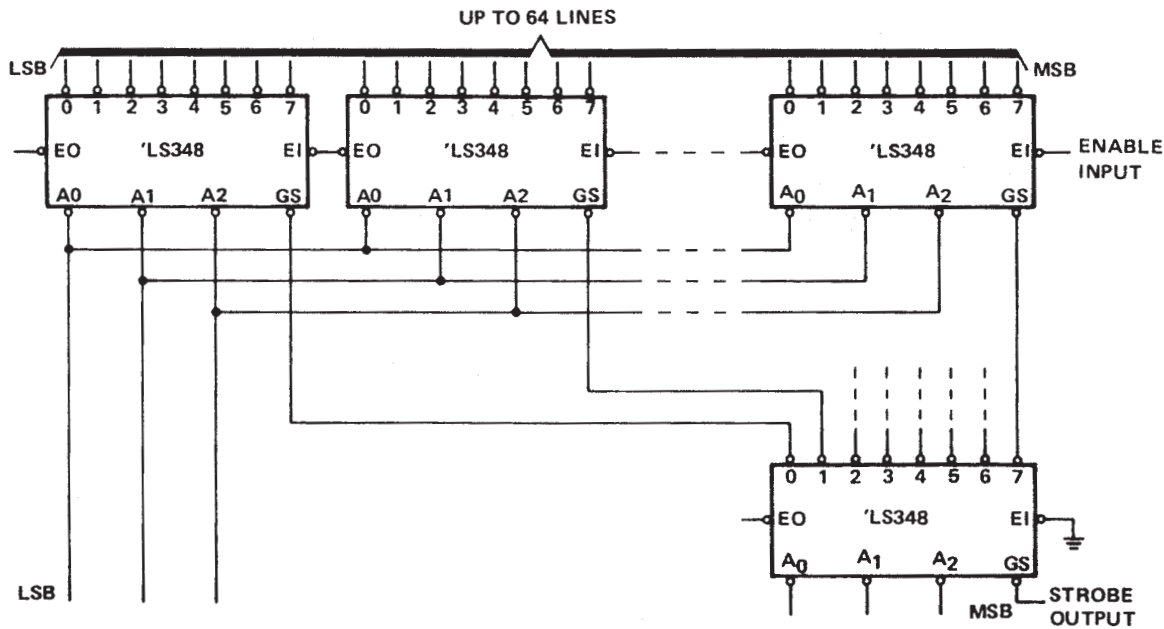 UP TO 64 LINES
LSB MSB
0 1 2 3 4 5 6 7 0 1 2 3 4 5 6 7 0 1 2 3 4 5 6 7
EO 'LS348 EI EO 'LS348 EI EO 'LS348 EI ENABLE INPUT
A0 A1 A2 GS A0 A1 A2 GS A0 A1 A2 GS
0 1 2 3 4 5 6 7
EO 'LS348 EI
A0 A1 A2 GS
LSB MSB STROBE OUTPUT